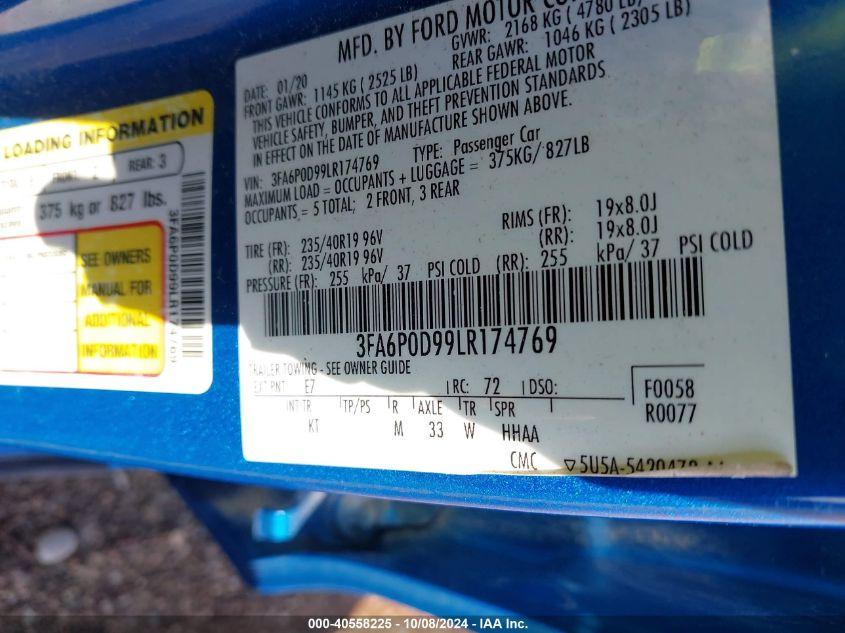 MFD. BY FORD MOTOR CO
DATE: 01/20 GVWR: 2168 KG ( 4780 LB)
FRONT GAWR: 1145 KG ( 2525 LB) REAR GAWR: 1046 KG ( 2305 LB)
THIS VEHICLE CONFORMS TO ALL APPLICABLE FEDERAL MOTOR
VEHICLE SAFETY, BUMPER, AND THEFT PREVENTION STANDARDS
IN EFFECT ON THE DATE OF MANUFACTURE SHOWN ABOVE.
VIN: 3FA6P0D99LR174769 TYPE: Passenger Car
MAXIMUM LOAD = OCCUPANTS + LUGGAGE = 375KG/ 827LB
OCCUPANTS = 5 TOTAL; 2 FRONT, 3 REAR
TIRE (FR): 235/40R19 96V RIMS (FR): 19x8.0J
(RR): 235/40R19 96V (RR): 19x8.0J
PRESSURE (FR): 255 kPa/ 37 PSI COLD (RR): 255 kPa/ 37 PSI COLD
3FA6P0D99LR174769
TRAILER TOWING - SEE OWNER GUIDE
EXT PNT: E7 RC: 72 DSO: F0058
INT TR TP/PS R AXLE TR SPR R0077
KT M 33 W HHAA
CMC 5U5A-5420472
LOADING INFORMATION
REAR: 3
375 kg or 827 lbs.
SEE OWNERS
MANUAL FOR
ADDITIONAL
INFORMATION
3FA6P0D99LR174769
000-40558225 - 10/08/2024 - IAA Inc.